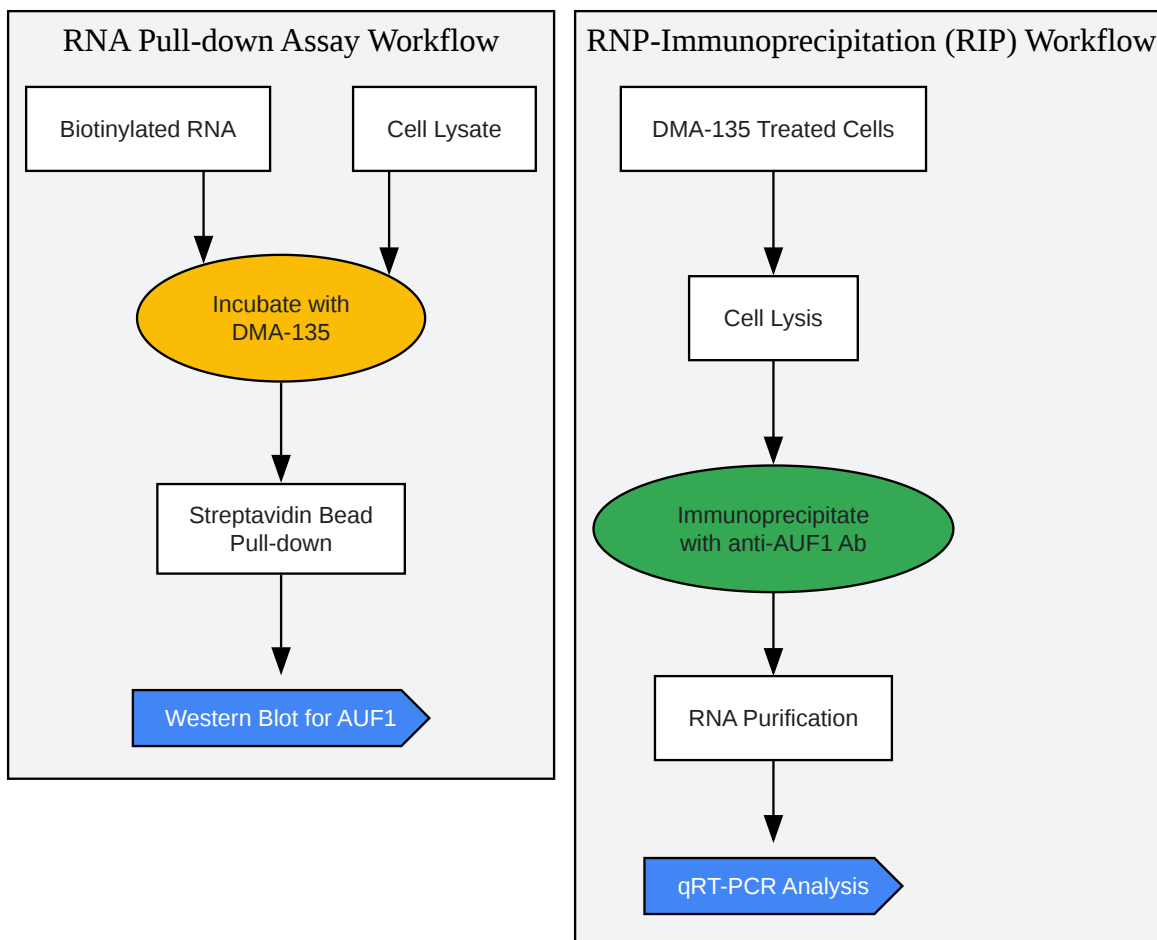 RNA Pull-down Assay Workflow
Biotinylated RNA
Cell Lysate
Incubate with
DMA-135
Streptavidin Bead
Pull-down
Western Blot for AUF1
RNP-Immunoprecipitation (RIP) Workflow
DMA-135 Treated Cells
Cell Lysis
Immunoprecipitate
with anti-AUF1 Ab
RNA Purification
qRT-PCR Analysis